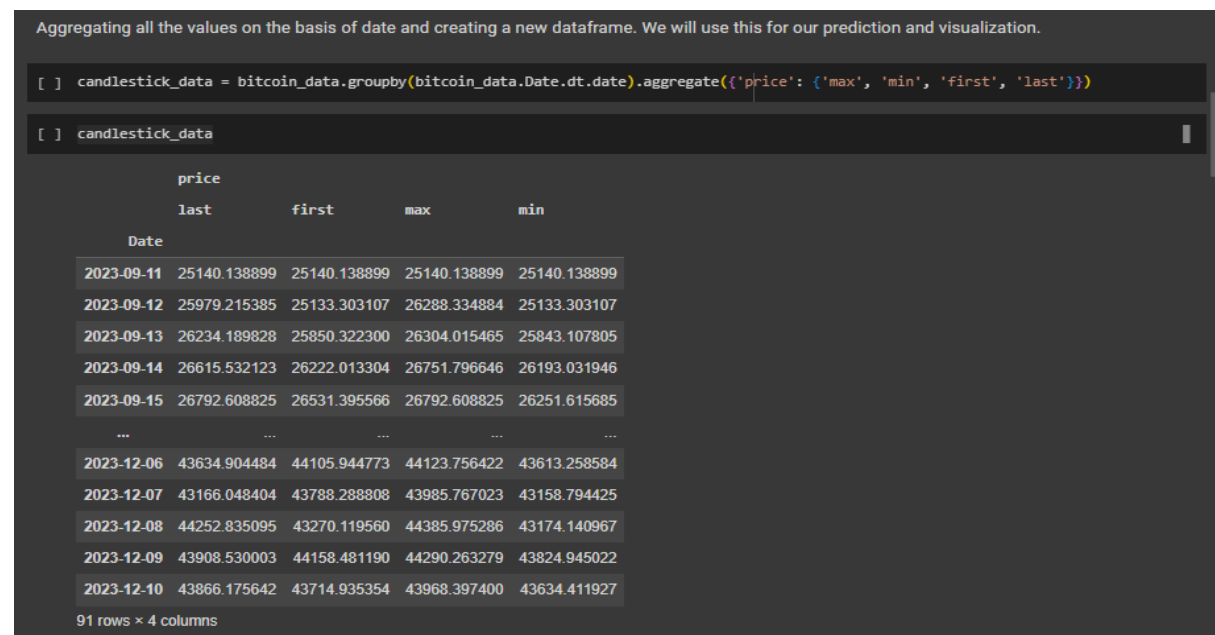 Aggregating all the values on the basis of date and creating a new dataframe. We will use this for our prediction and visualization.
[ ] candlestick_data = bitcoin_data.groupby(bitcoin_data.Date.dt.date).aggregate({'price': {'max', 'min', 'first', 'last'}})
[ ] candlestick_data
price
last first max min
Date
2023-09-11 25140.138899 25140.138899 25140.138899 25140.138899
2023-09-12 25979.215385 25133.303107 26288.334884 25133.303107
2023-09-13 26234.189828 25850.322300 26304.015465 25843.107805
2023-09-14 26615.532123 26222.013304 26751.796646 26193.031946
2023-09-15 26792.608825 26531.395566 26792.608825 26251.615685
... ... ... ... ...
2023-12-06 43634.904484 44105.944773 44123.756422 43613.258584
2023-12-07 43166.048404 43788.288808 43985.767023 43158.794425
2023-12-08 44252.835095 43270.119560 44385.975286 43174.140967
2023-12-09 43908.530003 44158.481190 44290.263279 43824.945022
2023-12-10 43866.175642 43714.935354 43968.397400 43634.411927
91 rows × 4 columns